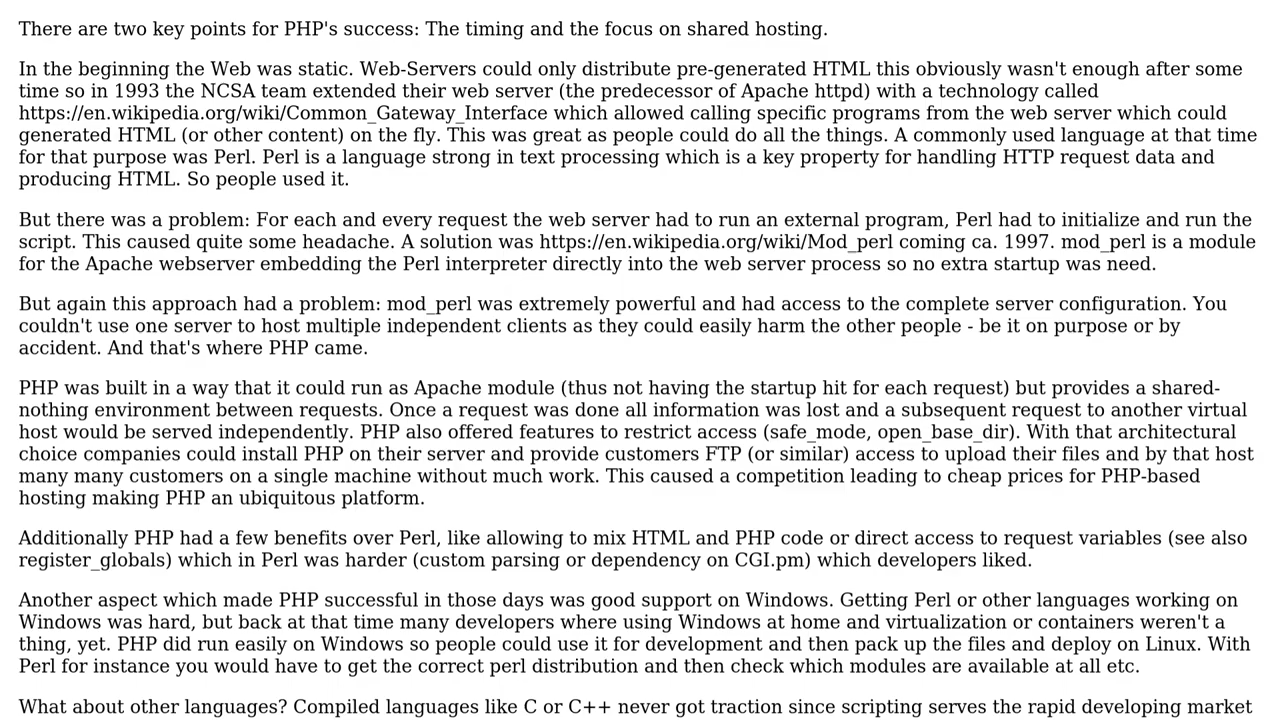 There are two key points for PHP's success: The timing and the focus on shared hosting.
In the beginning the Web was static. Web-Servers could only distribute pre-generated HTML this obviously wasn't enough after some
time so in 1993 the NCSA team extended their web server (the predecessor of Apache httpd) with a technology called
https://en.wikipedia.org/wiki/Common_Gateway_Interface which allowed calling specific programs from the web server which could
generated HTML (or other content) on the fly. This was great as people could do all the things. A commonly used language at that time
for that purpose was Perl. Perl is a language strong in text processing which is a key property for handling HTTP request data and
producing HTML. So people used it.
But there was a problem: For each and every request the web server had to run an external program, Perl had to initialize and run the
script. This caused quite some headache. A solution was https://en.wikipedia.org/wiki/Mod_perl coming ca. 1997. mod_perl is a module
for the Apache webserver embedding the Perl interpreter directly into the web server process so no extra startup was need.
But again this approach had a problem: mod_perl was extremely powerful and had access to the complete server configuration. You
couldn't use one server to host multiple independent clients as they could easily harm the other people - be it on purpose or by
accident. And that's where PHP came.
PHP was built in a way that it could run as Apache module (thus not having the startup hit for each request) but provides a shared-
nothing environment between requests. Once a request was done all information was lost and a subsequent request to another virtual
host would be served independently. PHP also offered features to restrict access (safe_mode, open_base_dir). With that architectural
choice companies could install PHP on their server and provide customers FTP (or similar) access to upload their files and by that host
many many customers on a single machine without much work. This caused a competition leading to cheap prices for PHP-based
hosting making PHP an ubiquitous platform.
Additionally PHP had a few benefits over Perl, like allowing to mix HTML and PHP code or direct access to request variables (see also
register_globals) which in Perl was harder (custom parsing or dependency on CGI.pm) which developers liked.
Another aspect which made PHP successful in those days was good support on Windows. Getting Perl or other languages working on
Windows was hard, but back at that time many developers where using Windows at home and virtualization or containers weren't a
thing, yet. PHP did run easily on Windows so people could use it for development and then pack up the files and deploy on Linux. With
Perl for instance you would have to get the correct perl distribution and then check which modules are available at all etc.
What about other languages? Compiled languages like C or C++ never got traction since scripting serves the rapid developing market